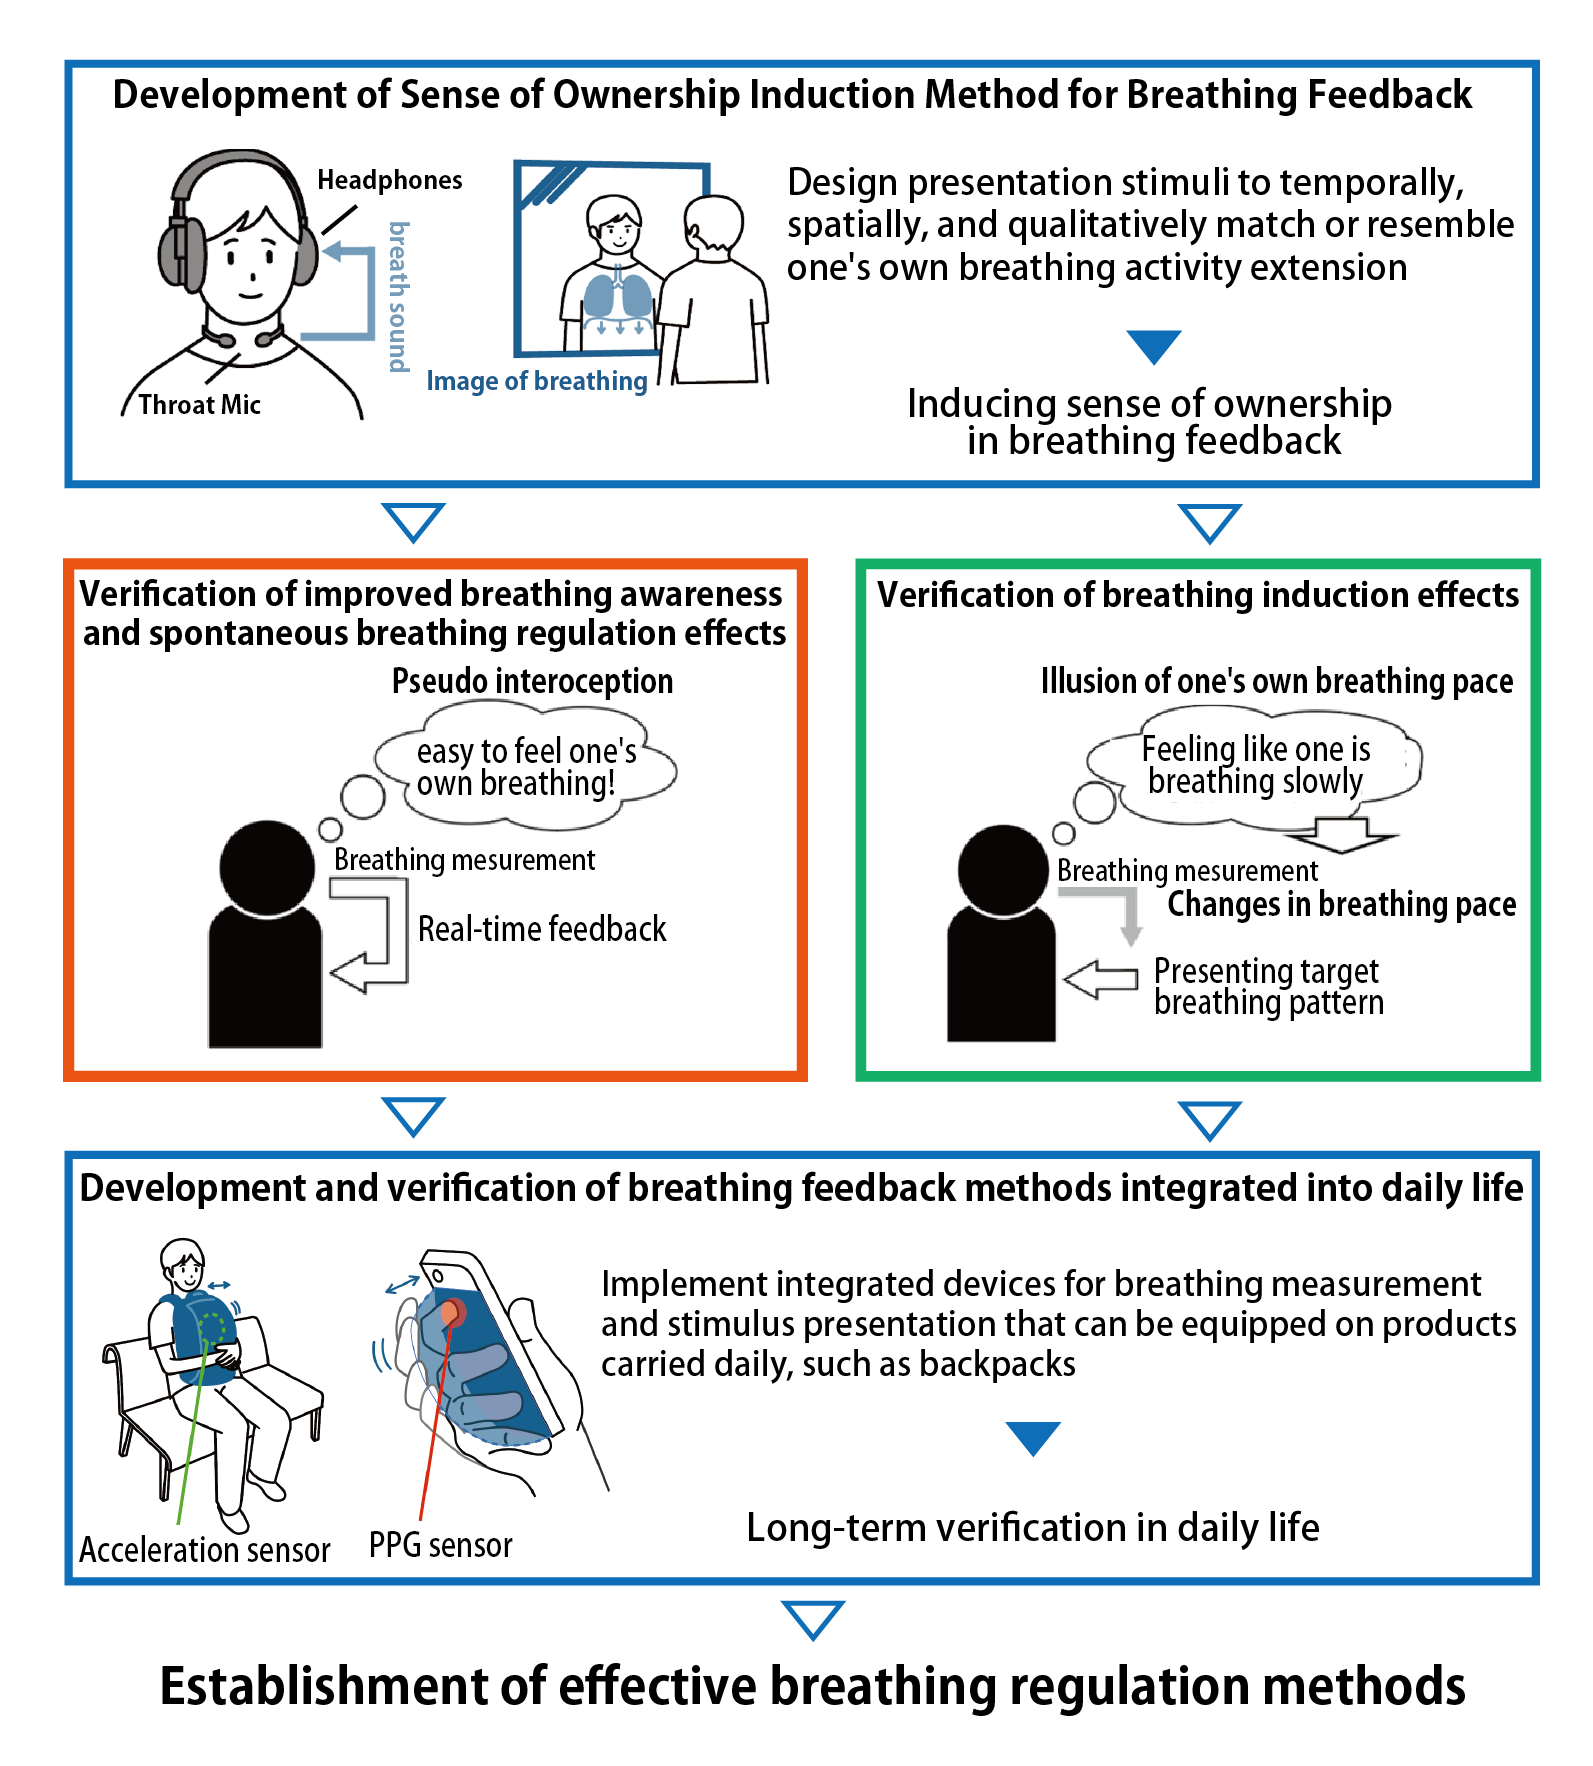 Development of Sense of Ownership Induction Method for Breathing Feedback
Headphones
breath sound
Throat Mic
Image of breathing
Design presentation stimuli to temporally,
spatially, and qualitatively match or resemble
one's own breathing activity extension
Inducing sense of ownership
in breathing feedback
Verification of improved breathing awareness
and spontaneous breathing regulation effects
Pseudo interoception
easy to feel one's
own breathing!
Breathing mesurement
Real-time feedback
Verification of breathing induction effects
Illusion of one's own breathing pace
Feeling like one is
breathing slowly
Breathing mesurement
Changes in breathing pace
Presenting target
breathing pattern
Development and verification of breathing feedback methods integrated into daily life
Acceleration sensor
PPG sensor
Implement integrated devices for breathing measurement
and stimulus presentation that can be equipped on products
carried daily, such as backpacks
Long-term verification in daily life
Establishment of effective breathing regulation methods